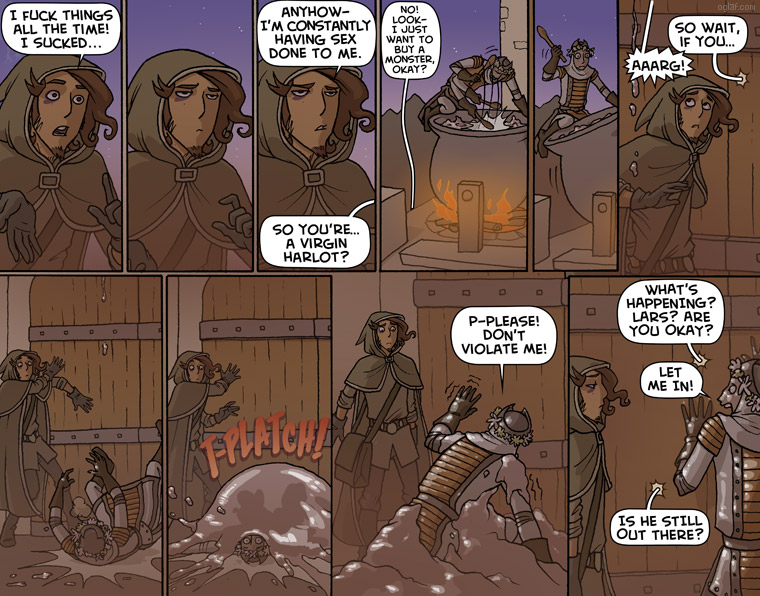 I FUCK THINGS
ALL THE TIME!
I SUCKED...
ANYHOW-
I'M CONSTANTLY
HAVING SEX
DONE TO ME.
SO YOU'RE...
A VIRGIN
HARLOT?
NO!
LOOK-
I JUST
WANT TO
BUY A
MONSTER,
OKAY?
oglaf.com
SO WAIT,
IF YOU...
AAARG!
T-PLATCH!
P-PLEASE!
DON'T
VIOLATE ME!
WHAT'S
HAPPENING?
LARS? ARE
YOU OKAY?
LET
ME IN!
IS HE STILL
OUT THERE?